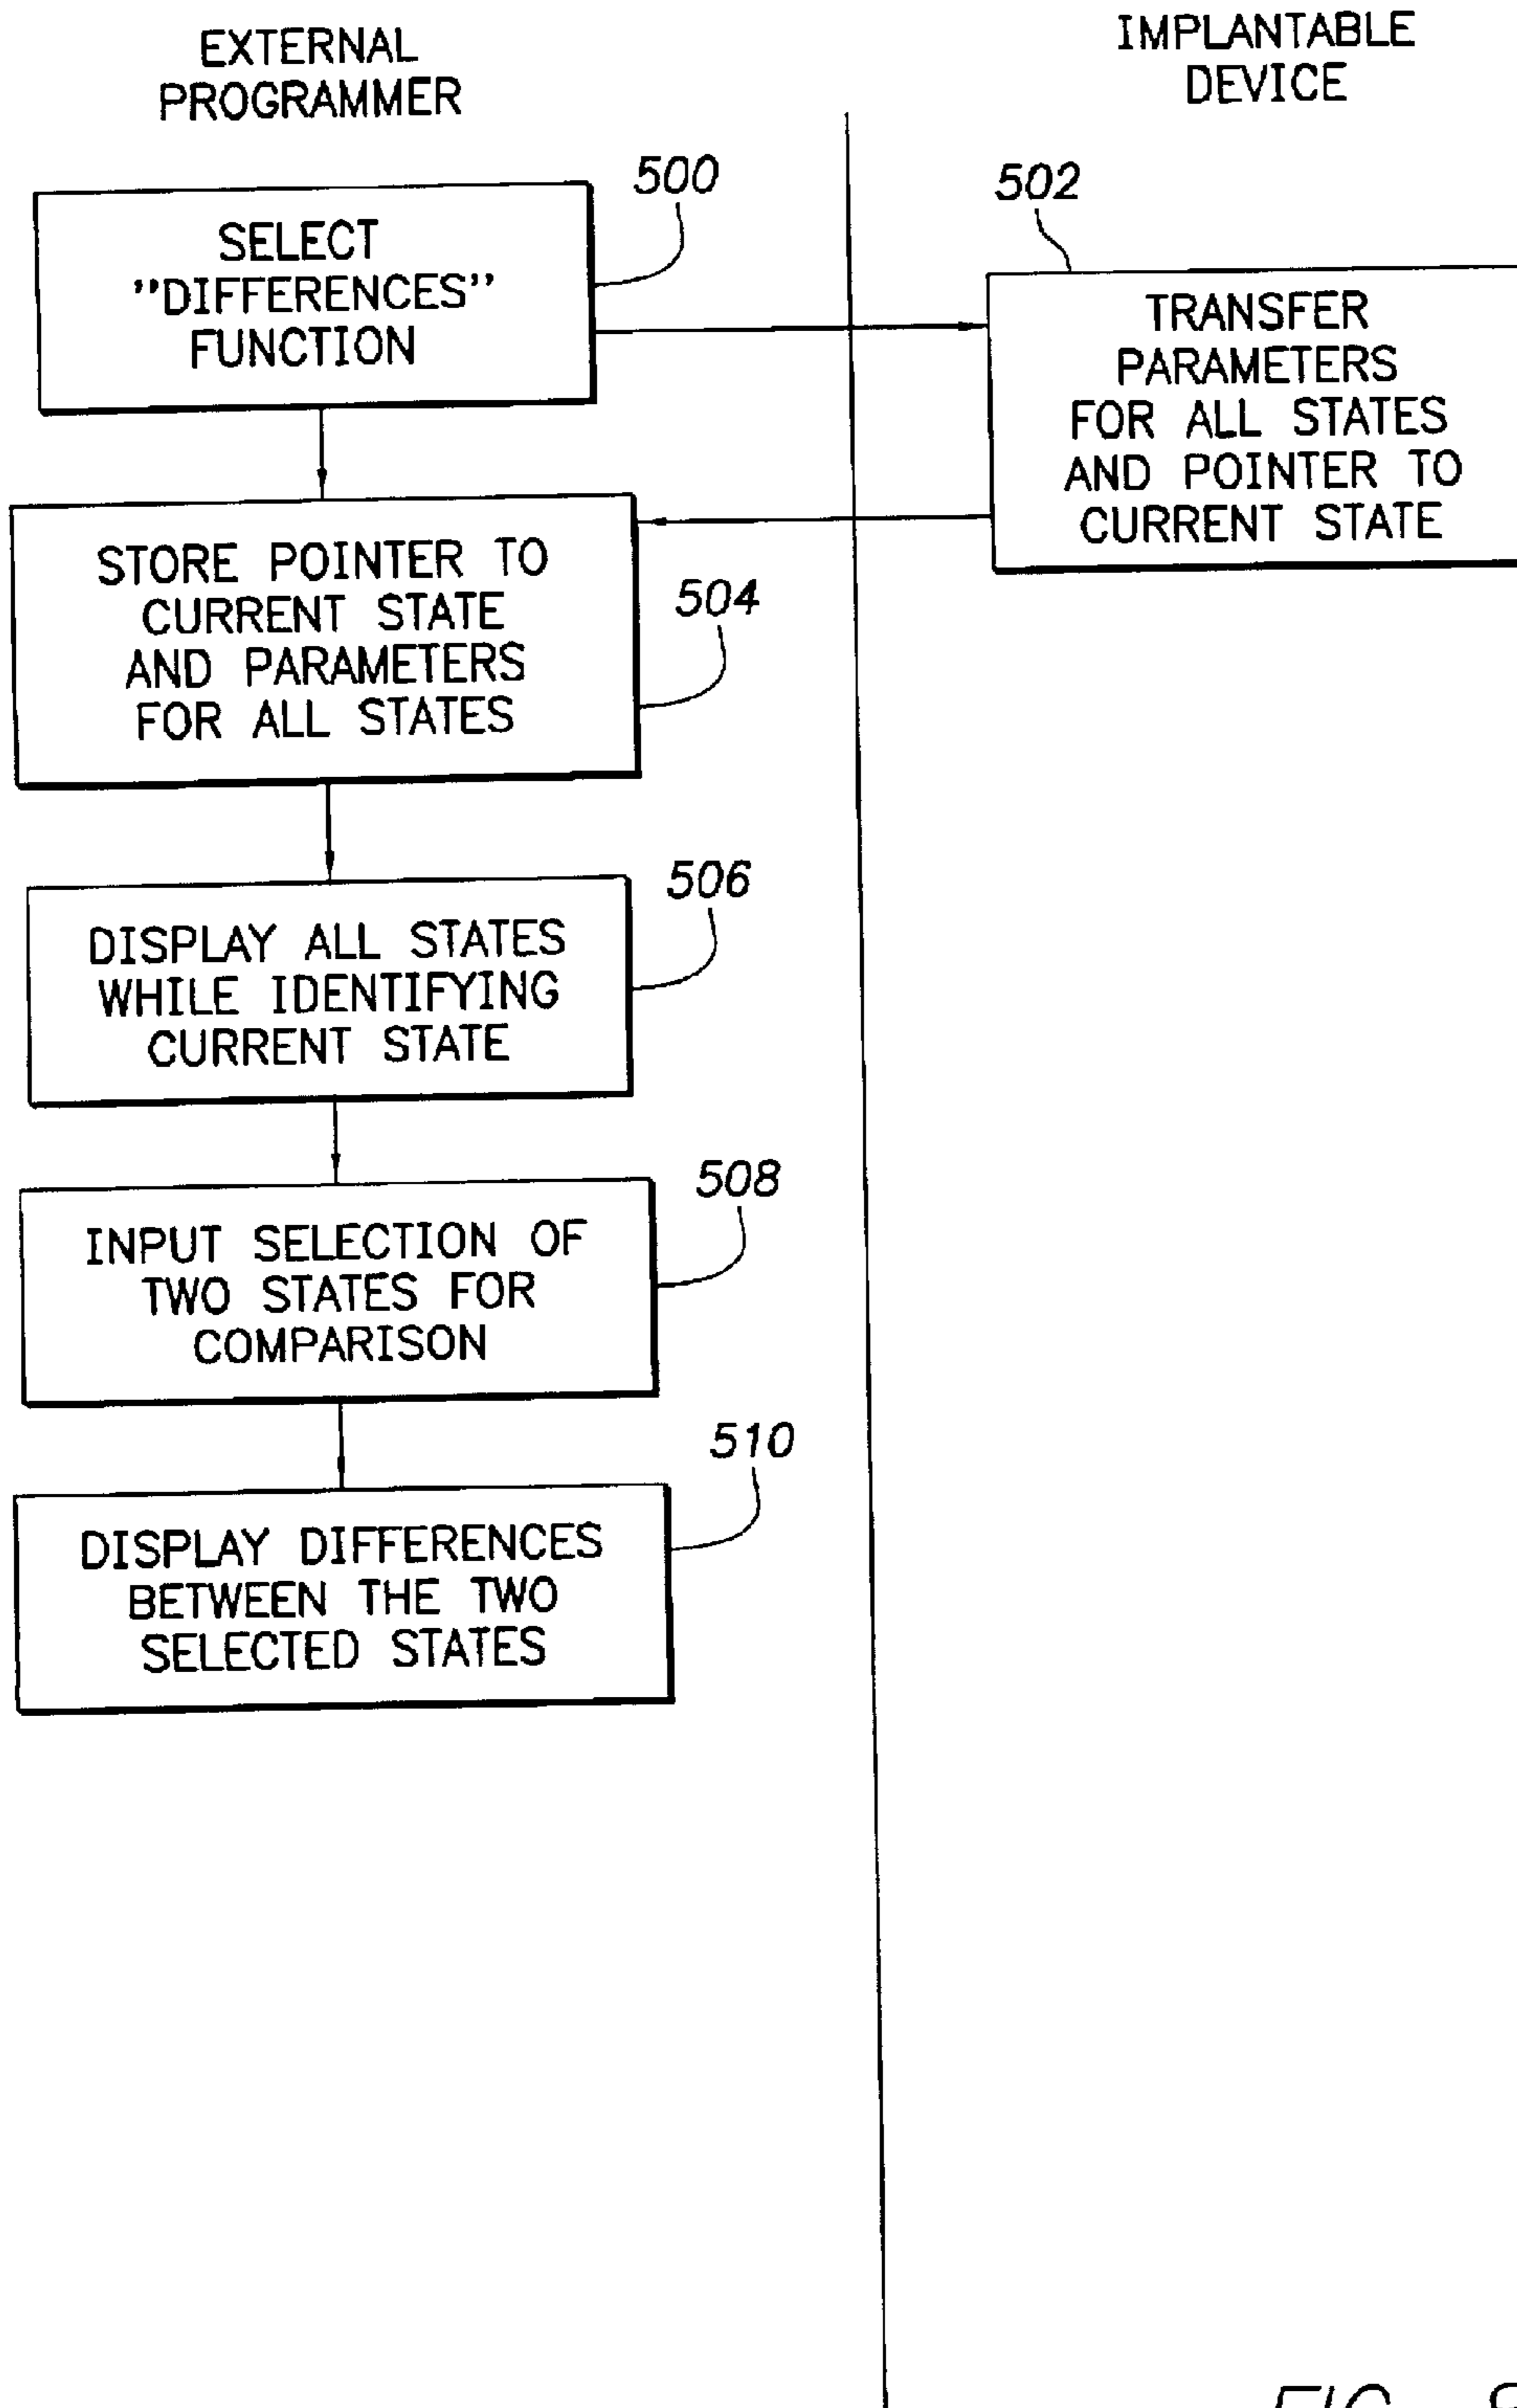 EXTERNAL
PROGRAMMER
IMPLANTABLE
DEVICE
500
SELECT
"DIFFERENCES"
FUNCTION
502
TRANSFER
PARAMETERS
FOR ALL STATES
AND POINTER TO
CURRENT STATE
STORE POINTER TO
CURRENT STATE
AND PARAMETERS
FOR ALL STATES
504
506
DISPLAY ALL STATES
WHILE IDENTIFYING
CURRENT STATE
508
INPUT SELECTION OF
TWO STATES FOR
COMPARISON
510
DISPLAY DIFFERENCES
BETWEEN THE TWO
SELECTED STATES